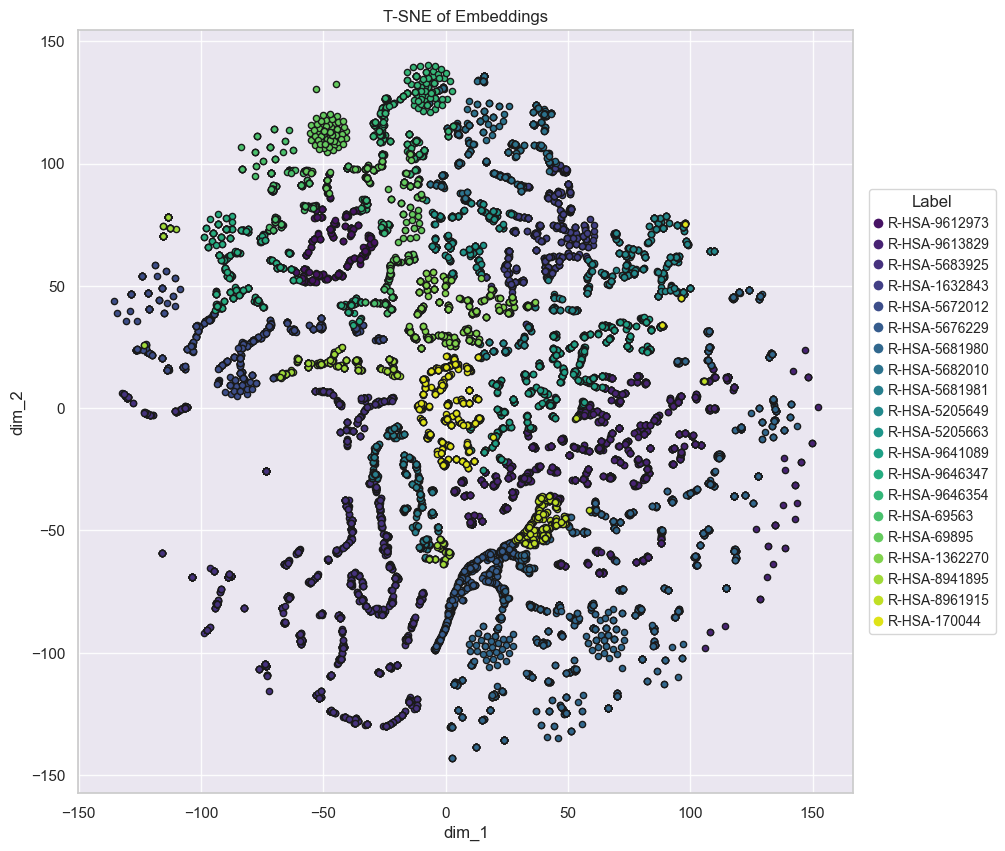 T-SNE of Embeddings
150
100
50
0
−50
−100
−150
dim_2
−150
−100
−50
0
50
100
150
dim_1
Label
R-HSA-9612973
R-HSA-9613829
R-HSA-5683925
R-HSA-1632843
R-HSA-5672012
R-HSA-5676229
R-HSA-5681980
R-HSA-5682010
R-HSA-5681981
R-HSA-5205649
R-HSA-5205663
R-HSA-9641089
R-HSA-9646347
R-HSA-9646354
R-HSA-69563
R-HSA-69895
R-HSA-1362270
R-HSA-8941895
R-HSA-8961915
R-HSA-170044